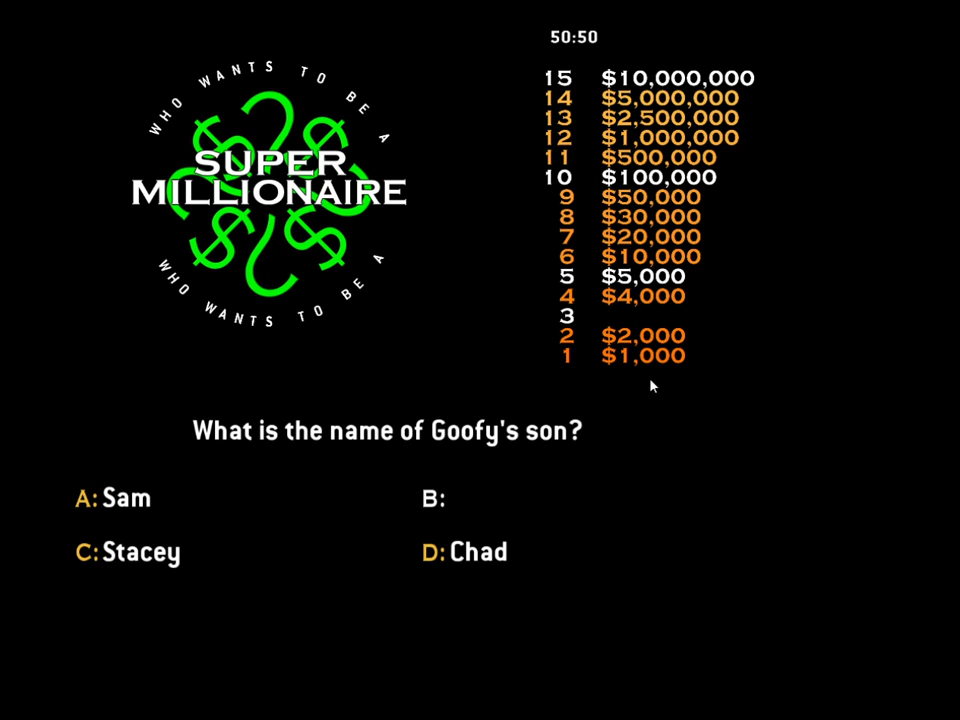 50:50
WHO WANTS TO BE A
SUPER
MILLIONAIRE
WHO WANTS TO BE A
15 $10,000,000
14 $5,000,000
13 $2,500,000
12 $1,000,000
11 $500,000
10 $100,000
9 $50,000
8 $30,000
7 $20,000
6 $10,000
5 $5,000
4 $4,000
3
2 $2,000
1 $1,000
What is the name of Goofy's son?
A: Sam
B:
C: Stacey
D: Chad